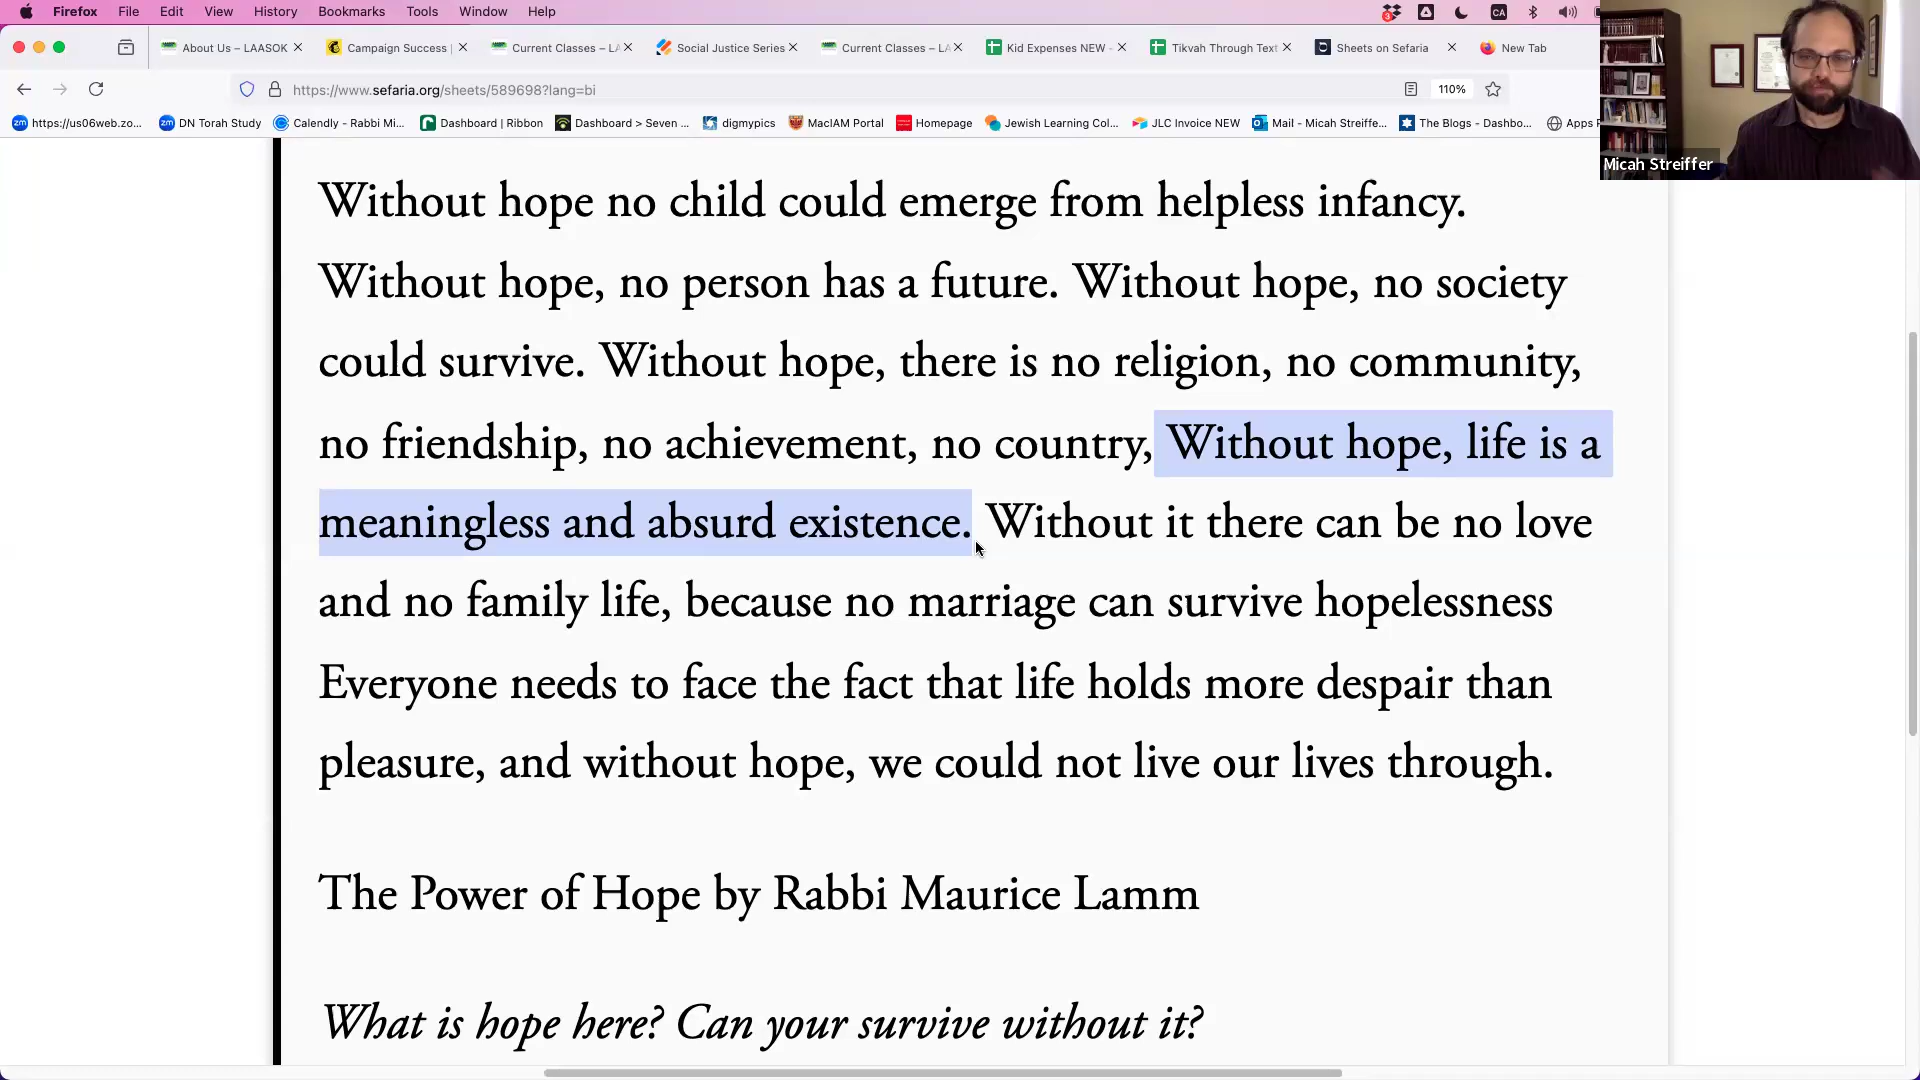 Firefox File Edit View History Bookmarks Tools Window Help
About Us – LAASOK Campaign Success | Current Classes – LA Social Justice Series Current Classes – LA Kid Expenses NEW - Tikvah Through Text Sheets on Sefaria New Tab
https://www.sefaria.org/sheets/589698?lang=bi 110%
https://us06web.zo... DN Torah Study Calendly - Rabbi Mi... Dashboard | Ribbon Dashboard > Seven ... digmypics MacIAM Portal Homepage Jewish Learning Col... JLC Invoice NEW Mail - Micah Streiffe... The Blogs - Dashbo... Apps
Micah Streiffer
Without hope no child could emerge from helpless infancy.
Without hope, no person has a future. Without hope, no society
could survive. Without hope, there is no religion, no community,
no friendship, no achievement, no country, Without hope, life is a
meaningless and absurd existence. Without it there can be no love
and no family life, because no marriage can survive hopelessness
Everyone needs to face the fact that life holds more despair than
pleasure, and without hope, we could not live our lives through.
The Power of Hope by Rabbi Maurice Lamm
What is hope here? Can your survive without it?